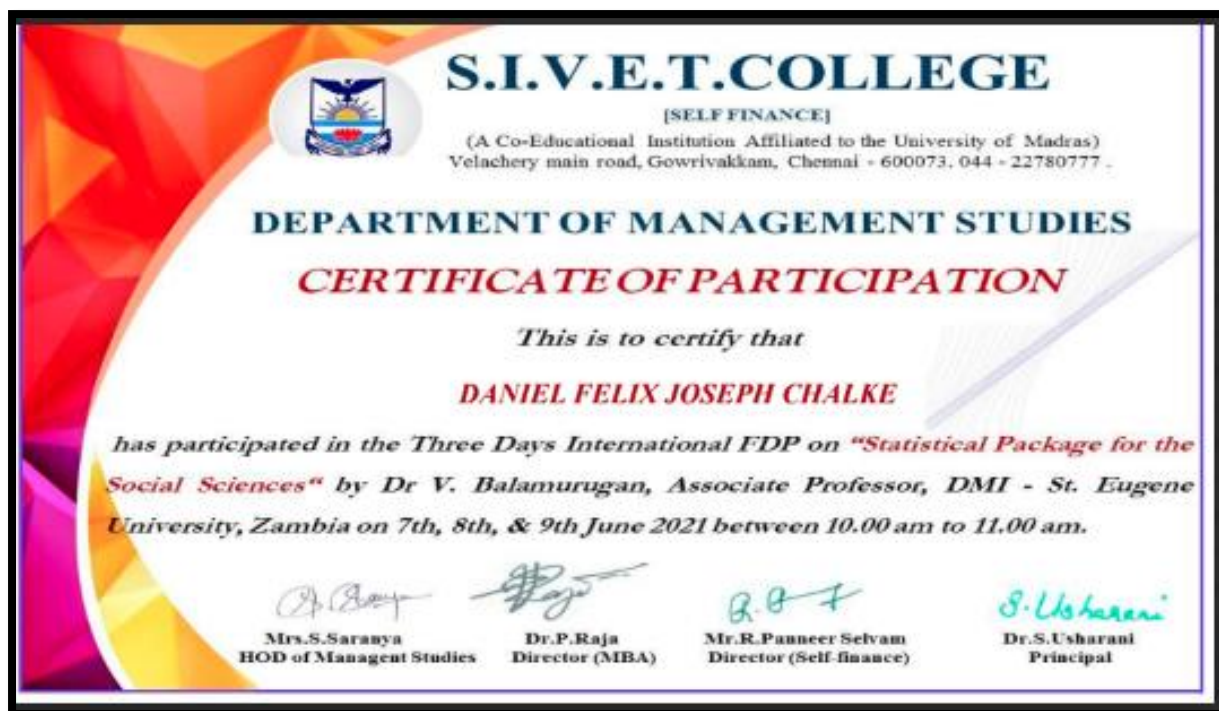 S.I.V.E.T.COLLEGE
[SELF FINANCE]
(A Co-Educational Institution Affiliated to the University of Madras)
Velachery main road, Gowrivakkam, Chennai - 600073. 044 - 22780777 .
DEPARTMENT OF MANAGEMENT STUDIES
CERTIFICATE OF PARTICIPATION
This is to certify that
DANIEL FELIX JOSEPH CHALKE
has participated in the Three Days International FDP on “Statistical Package for the
Social Sciences“ by Dr V. Balamurugan, Associate Professor, DMI - St. Eugene
University, Zambia on 7th, 8th, & 9th June 2021 between 10.00 am to 11.00 am.
S. Usharani
Mrs.S.Saranya Dr.P.Raja Mr.R.Panneer Selvam Dr.S.Usharani
HOD of Managent Studies Director (MBA) Director (Self-finance) Principal